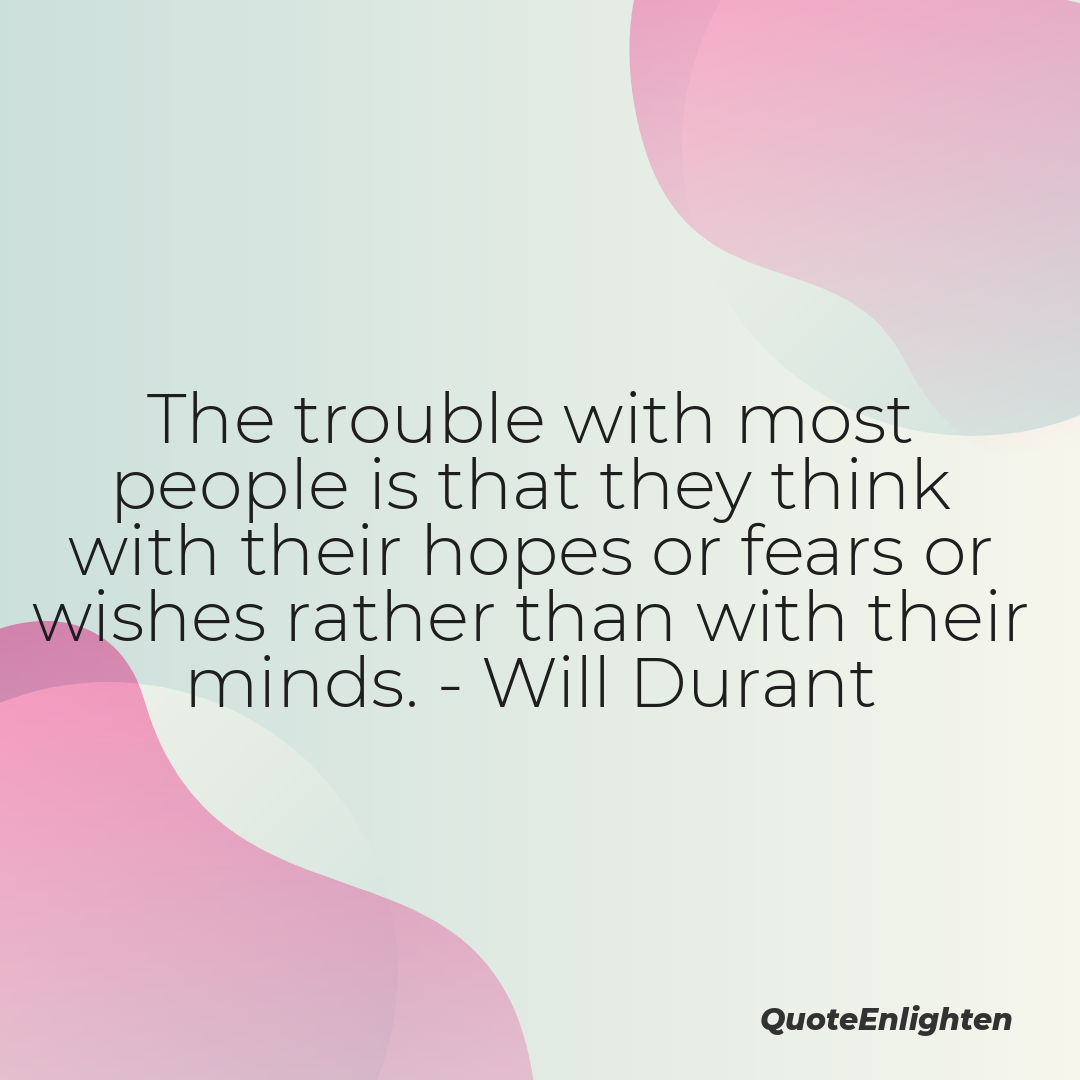 The trouble with most
people is that they think
with their hopes or fears or
wishes rather than with their
minds. - Will Durant
QuoteEnlighten